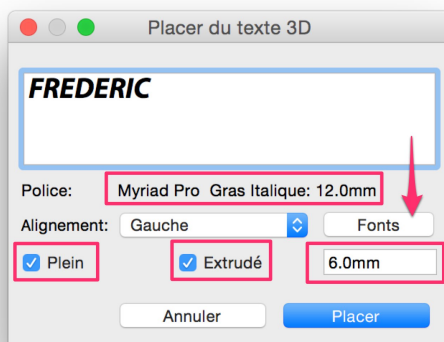 Placer du texte 3D
FREDERIC
Police: Myriad Pro Gras Italique: 12.0mm
Alignement: Gauche Fonts
Plein Extrudé 6.0mm
Annuler Placer